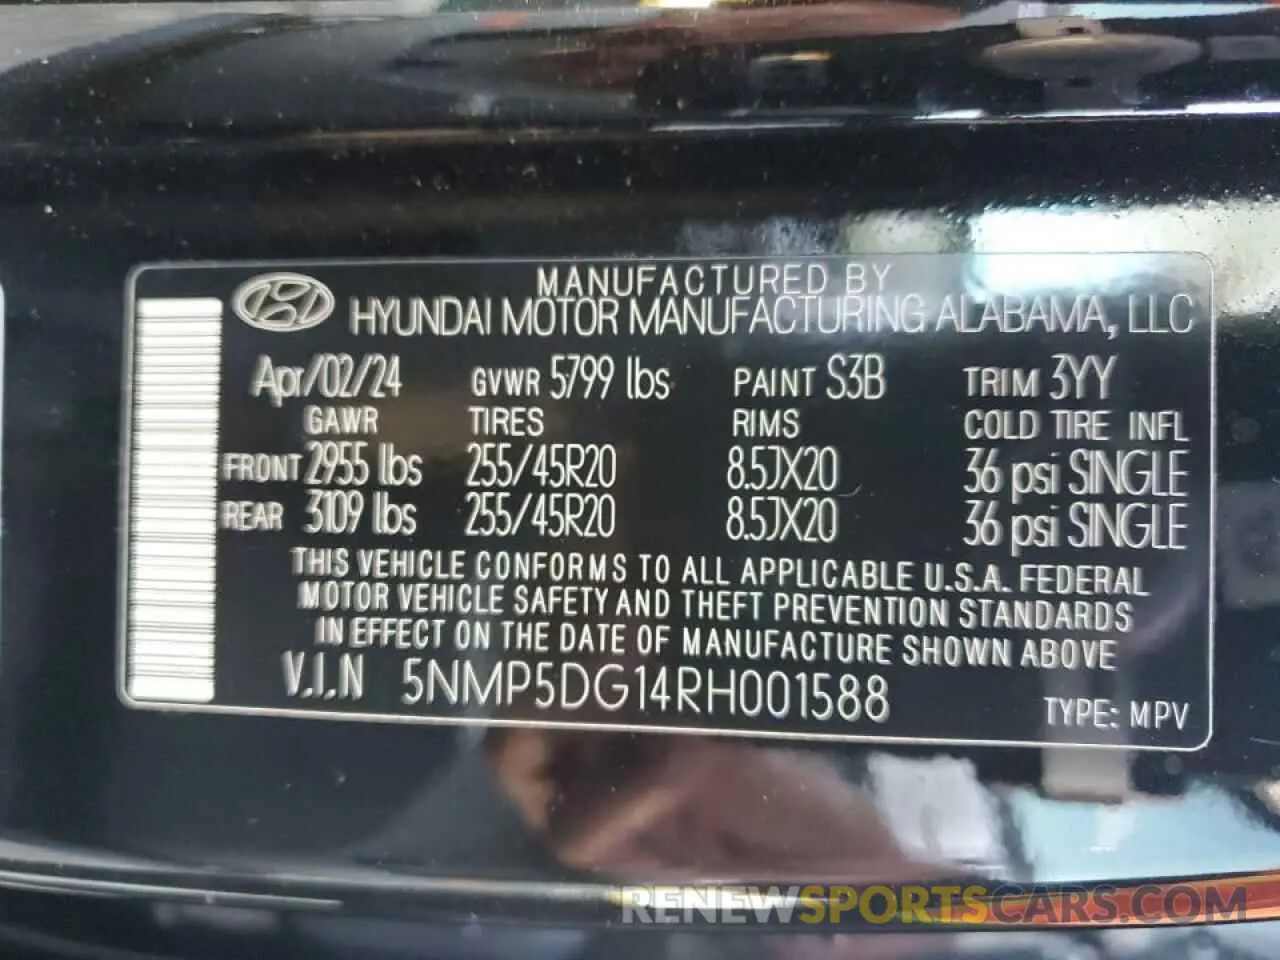 MANUFACTURED BY
HYUNDAI MOTOR MANUFACTURING ALABAMA, LLC
Apr/02/24 GVWR 5799 lbs PAINT S3B TRIM 3YY
GAWR TIRES RIMS COLD TIRE INFL
FRONT 2955 lbs 255/45R20 8.5JX20 36 psi SINGLE
REAR 3109 lbs 255/45R20 8.5JX20 36 psi SINGLE
THIS VEHICLE CONFORMS TO ALL APPLICABLE U.S.A. FEDERAL
MOTOR VEHICLE SAFETY AND THEFT PREVENTION STANDARDS
IN EFFECT ON THE DATE OF MANUFACTURE SHOWN ABOVE
V.I.N 5NMP5DG14RH001588 TYPE: MPV
RENEWSPORTSCARS.COM